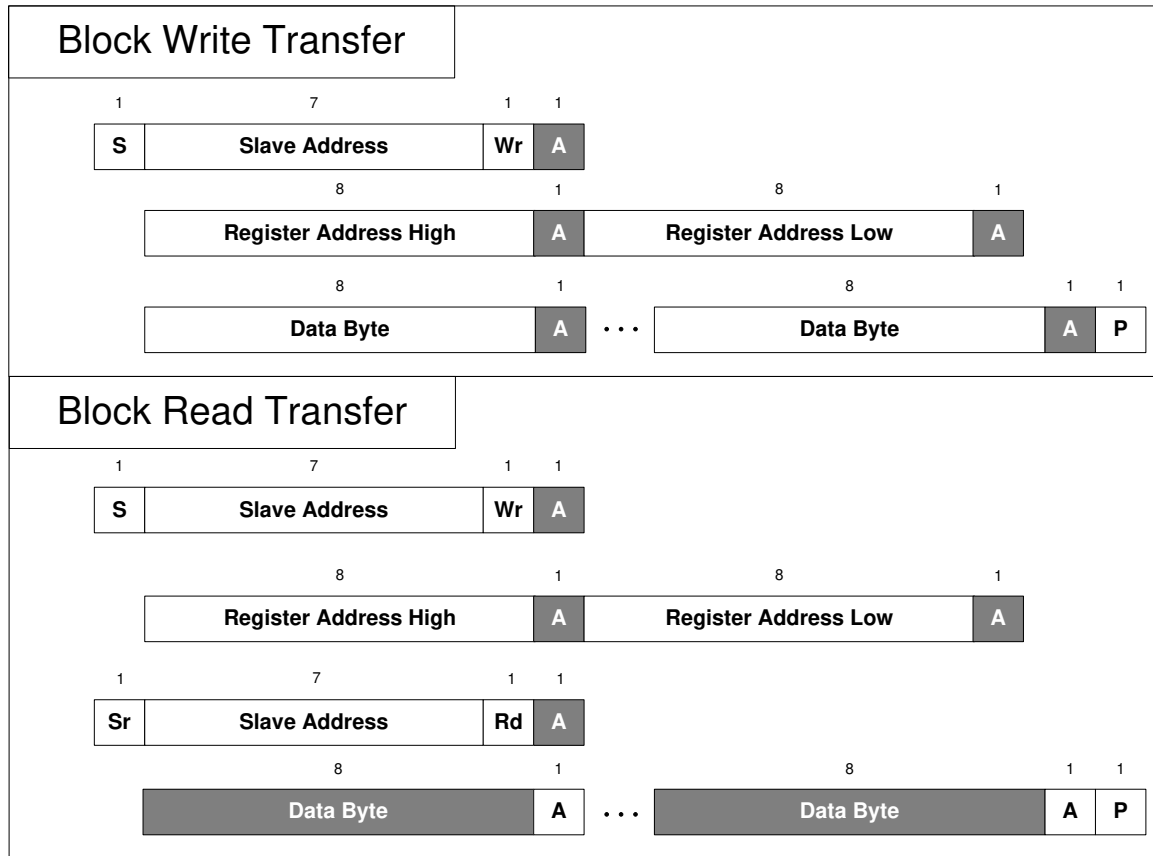 Block Write Transfer
1 7 1 1
S Slave Address Wr A
8 1 8 1
Register Address High A Register Address Low A
8 1 8 1 1
Data Byte A ... Data Byte A P
Block Read Transfer
1 7 1 1
S Slave Address Wr A
8 1 8 1
Register Address High A Register Address Low A
1 7 1 1
Sr Slave Address Rd A
8 1 8 1 1
Data Byte A ... Data Byte A P